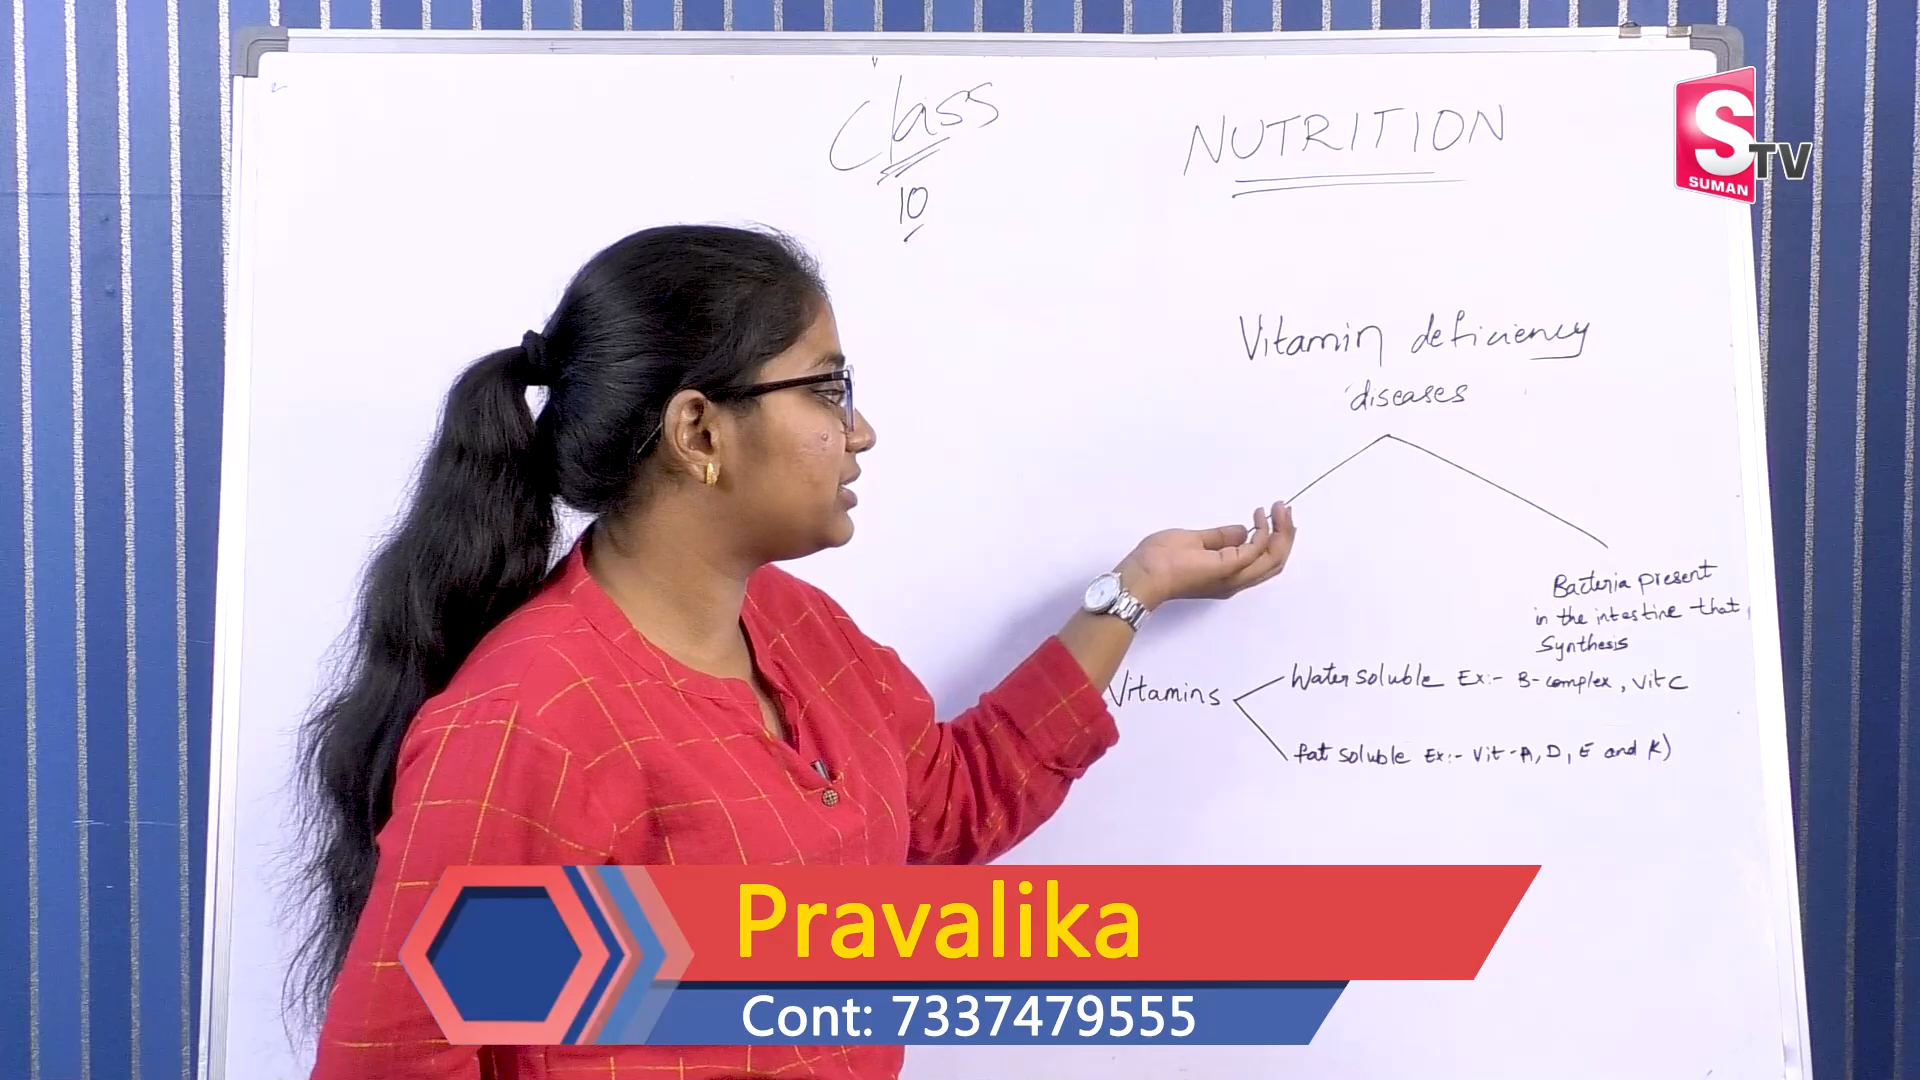 Class
10
NUTRITION
S TV
SUMAN
Vitamin deficiency
diseases
Bacteria present
in the intestine that
Synthesis
Vitamins
Water soluble Ex:- B-complex, Vit C
fat soluble Ex:- Vit-A, D, E and K)
Pravalika
Cont: 7337479555